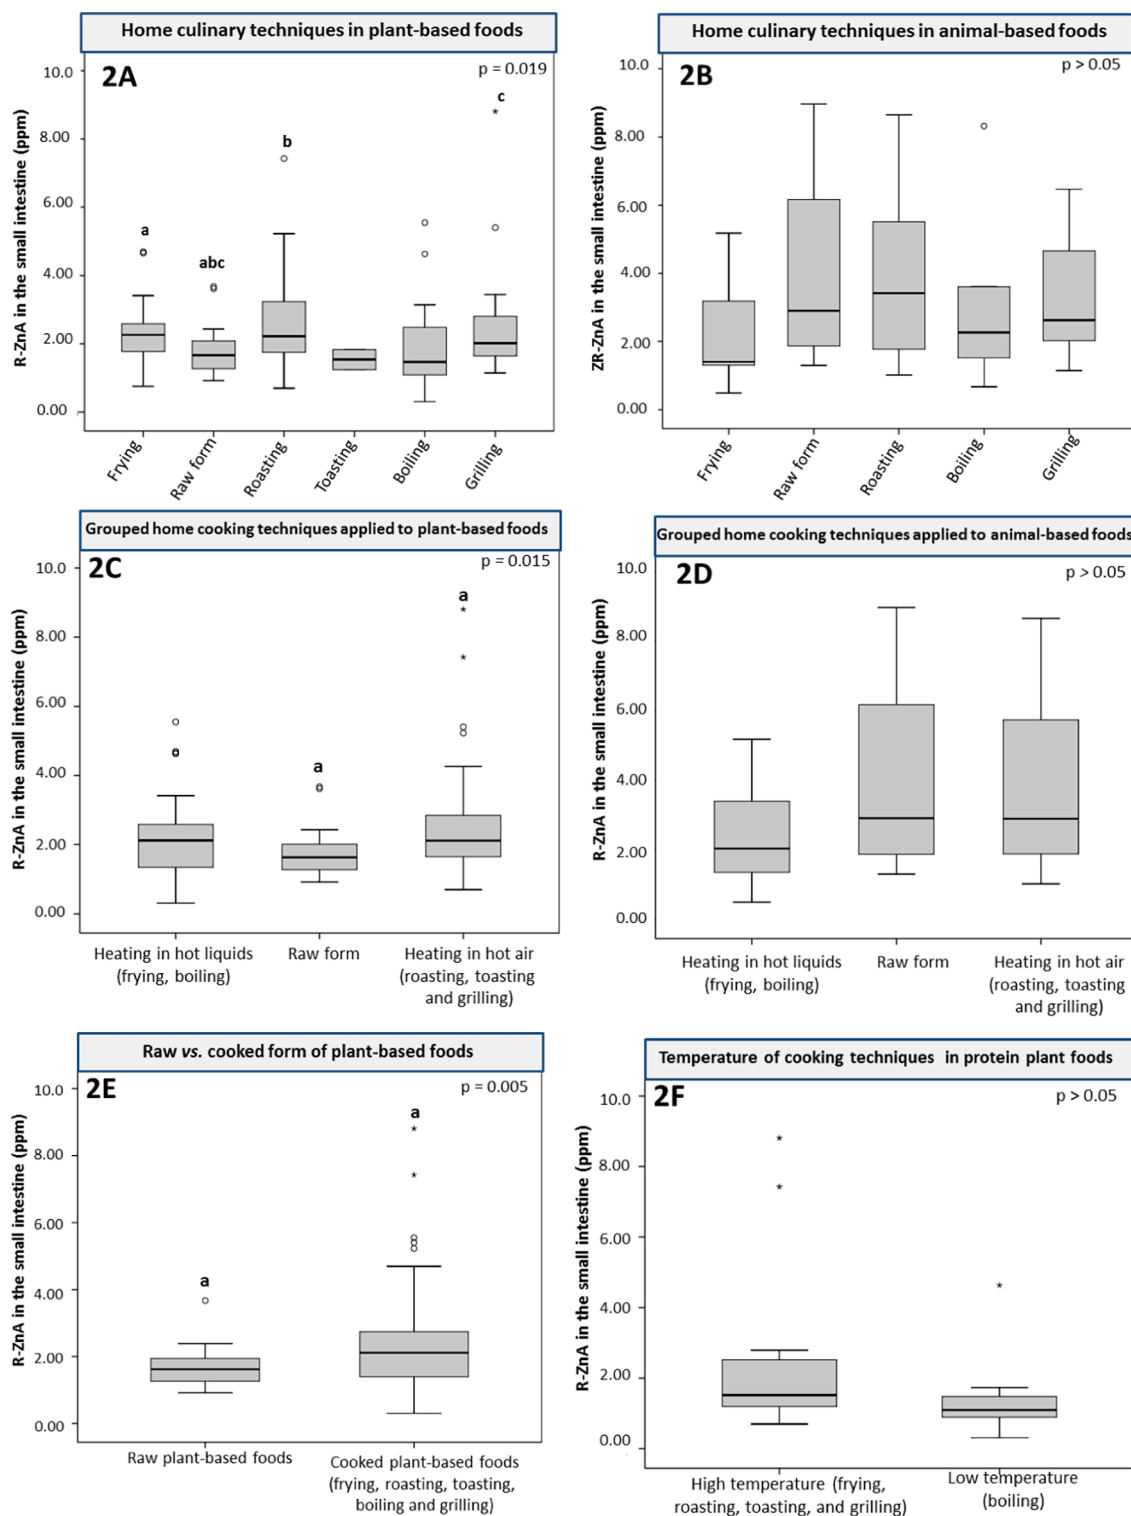 Home culinary techniques in plant-based foods
2A
p = 0.019
R-ZnA in the small intestine (ppm)
10.0
8.00
6.00
4.00
2.00
0.00
a
abc
b
c
Frying
Raw form
Roasting
Toasting
Boiling
Grilling
Home culinary techniques in animal-based foods
2B
p > 0.05
ZR-ZnA in the small intestine (ppm)
10.0
8.00
6.00
4.00
2.00
0.00
Frying
Raw form
Roasting
Boiling
Grilling
Grouped home cooking techniques applied to plant-based foods
2C
p = 0.015
R-ZnA in the small intestine (ppm)
10.0
8.00
6.00
4.00
2.00
0.00
a
a
Heating in hot liquids
(frying, boiling)
Raw form
Heating in hot air
(roasting, toasting
and grilling)
Grouped home cooking techniques applied to animal-based foods
2D
p > 0.05
R-ZnA in the small intestine (ppm)
10.0
8.00
6.00
4.00
2.00
0.00
Heating in hot liquids
(frying, boiling)
Raw form
Heating in hot air
(roasting, toasting
and grilling)
Raw vs. cooked form of plant-based foods
2E
p = 0.005
R-ZnA in the small intestine (ppm)
10.0
8.00
6.00
4.00
2.00
0.00
a
a
Raw plant-based foods
Cooked plant-based foods
(frying, roasting, toasting,
boiling and grilling)
Temperature of cooking techniques in protein plant foods
2F
p > 0.05
R-ZnA in the small intestine (ppm)
10.0
8.00
6.00
4.00
2.00
0.00
High temperature (frying,
roasting, toasting, and grilling)
Low temperature
(boiling)